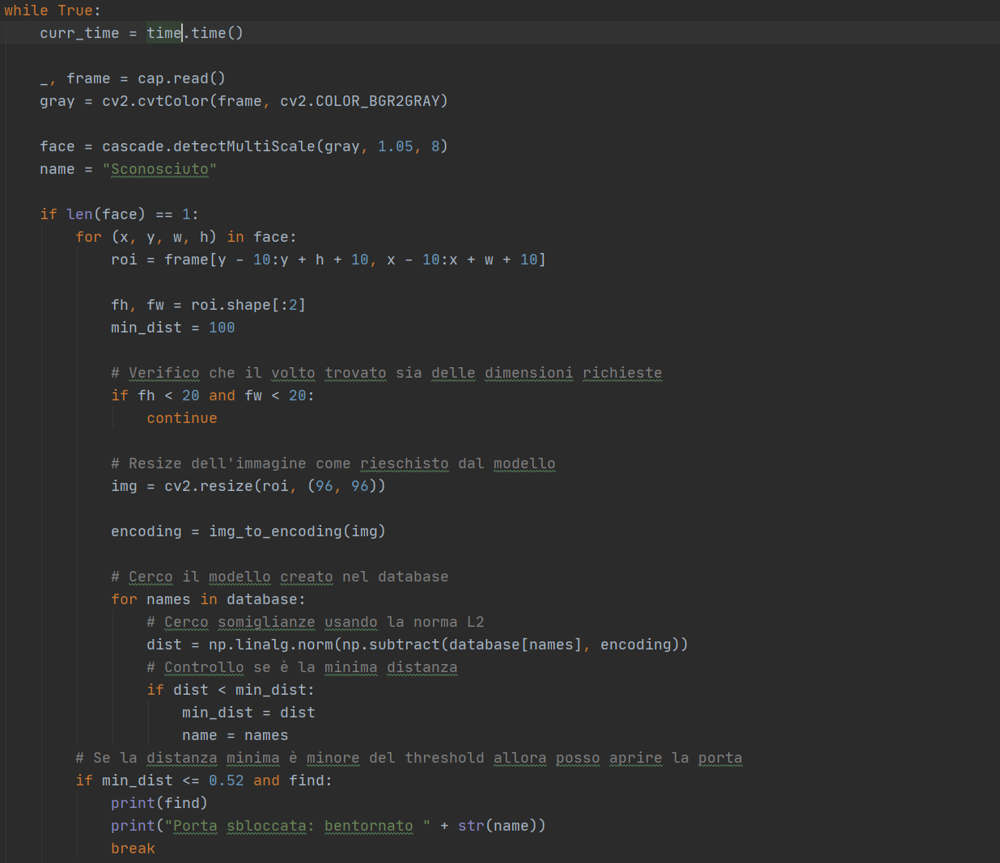 while True:
    curr_time = time.time()

    _, frame = cap.read()
    gray = cv2.cvtColor(frame, cv2.COLOR_BGR2GRAY)

    face = cascade.detectMultiScale(gray, 1.05, 8)
    name = "Sconosciuto"

    if len(face) == 1:
        for (x, y, w, h) in face:
            roi = frame[y - 10:y + h + 10, x - 10:x + w + 10]

            fh, fw = roi.shape[:2]
            min_dist = 100

            # Verifico che il volto trovato sia delle dimensioni richieste
            if fh < 20 and fw < 20:
                continue

            # Resize dell'immagine come rieschisto dal modello
            img = cv2.resize(roi, (96, 96))

            encoding = img_to_encoding(img)

            # Cerco il modello creato nel database
            for names in database:
                # Cerco somiglianze usando la norma L2
                dist = np.linalg.norm(np.subtract(database[names], encoding))
                # Controllo se è la minima distanza
                if dist < min_dist:
                    min_dist = dist
                    name = names
        # Se la distanza minima è minore del threshold allora posso aprire la porta
        if min_dist <= 0.52 and find:
            print(find)
            print("Porta sbloccata: bentornato " + str(name))
            break